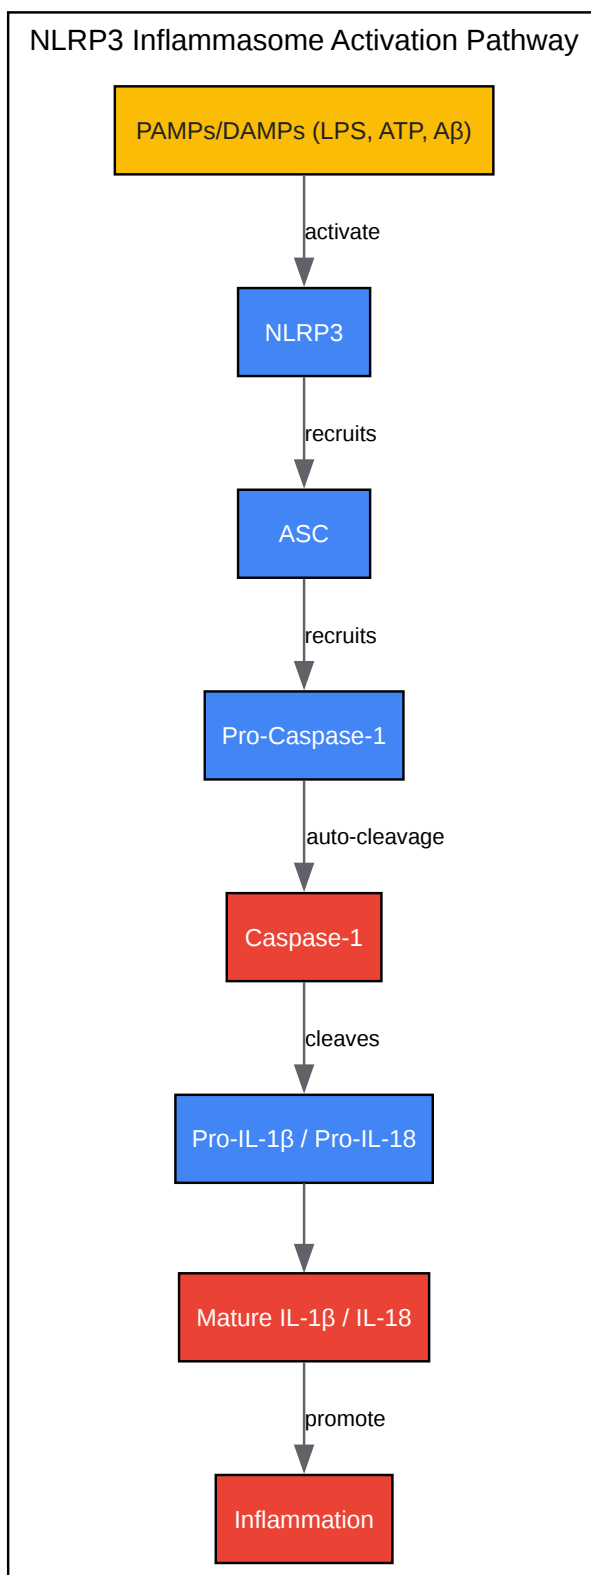 NLRP3 Inflammasome Activation Pathway
PAMPs/DAMPs (LPS, ATP, Aβ)
activate
NLRP3
recruits
ASC
recruits
Pro-Caspase-1
auto-cleavage
Caspase-1
cleaves
Pro-IL-1β / Pro-IL-18
Mature IL-1β / IL-18
promote
Inflammation